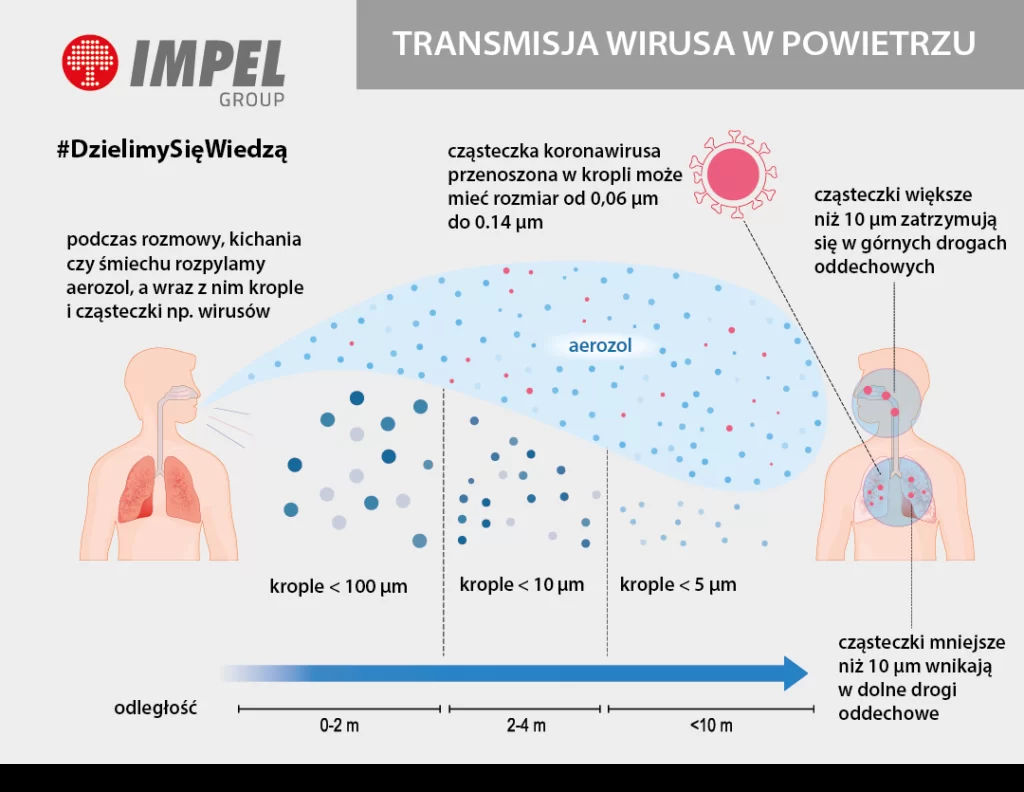 IMPEL
GROUP
TRANSMISJA WIRUSA W POWIETRZU
#DzielimySięWiedzą
cząsteczka koronawirusa
przenoszona w kropli może
mieć rozmiar od 0,06 μm
do 0.14 μm
cząsteczki większe
niż 10 μm zatrzymują
się w górnych drogach
oddechowych
podczas rozmowy, kichania
czy śmiechu rozpylamy
aerozol, a wraz z nim krople
i cząsteczki np. wirusów
aerozol
krople < 100 μm
krople < 10 μm
krople < 5 μm
cząsteczki mniejsze
niż 10 μm wnikają
w dolne drogi
oddechowe
odległość
0-2 m
2-4 m
<10 m